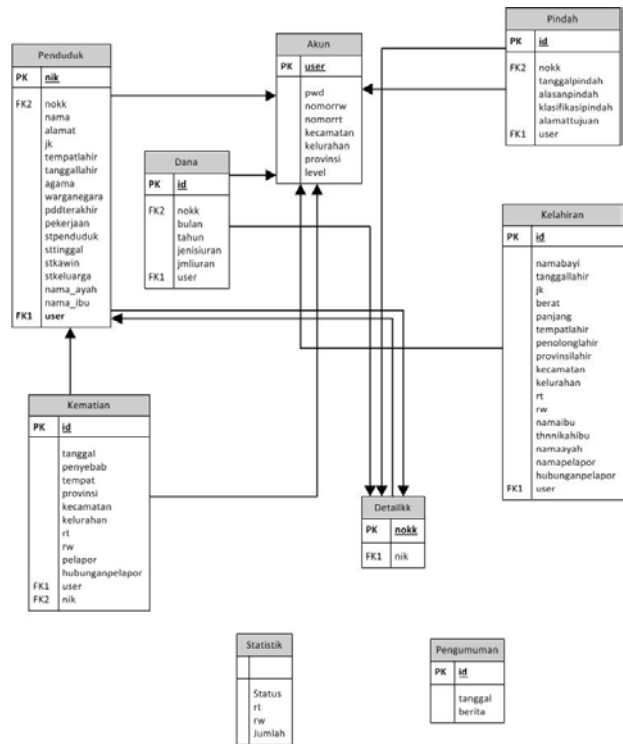 Penduduk
PK nik
FK2 nokk
nama
alamat
jk
tempatlahir
tanggallahir
agama
warganegara
pddterakhir
pekerjaan
stpenduduk
sttinggal
stkawin
stkeluarga
nama_ayah
nama_ibu
FK1 user
Akun
PK user
pwd
nomorrw
nomorrt
kecamatan
kelurahan
provinsi
level
Pindah
PK id
FK2 nokk
tanggalpindah
alasanpindah
klasifikasipindah
alamattujuan
FK1 user
Dana
PK id
FK2 nokk
bulan
tahun
jenisiuran
jmliuran
FK1 user
Kelahiran
PK id
namabayi
tanggallahir
jk
berat
panjang
tempatlahir
penolonglahir
provinsilahir
kecamatan
kelurahan
rt
rw
namaibu
thnnikahibu
namaayah
namapelapor
hubunganpelapor
FK1 user
Kematian
PK id
tanggal
penyebab
tempat
provinsi
kecamatan
kelurahan
rt
rw
pelapor
hubunganpelapor
FK1 user
FK2 nik
Detailkk
PK nokk
FK1 nik
Statistik
Status
rt
rw
Jumlah
Pengumuman
PK id
tanggal
berita